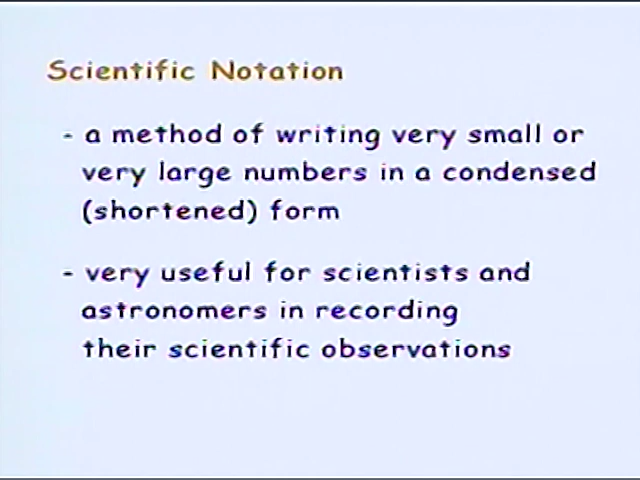 Scientific Notation
- a method of writing very small or
very large numbers in a condensed
(shortened) form
- very useful for scientists and
astronomers in recording
their scientific observations